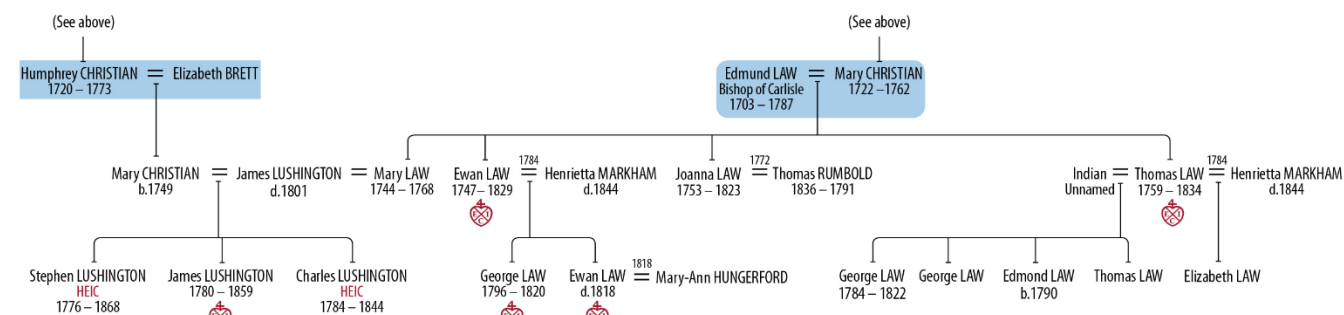 (See above)
(See above)
Humphrey CHRISTIAN = Elizabeth BRETT
1720 – 1773
Edmund LAW = Mary CHRISTIAN
Bishop of Carlisle 1722 –1762
1703 – 1787
Mary CHRISTIAN = James LUSHINGTON = Mary LAW
b.1749 d.1801 1744 – 1768
Ewan LAW 1784 = Henrietta MARKHAM
1747 – 1829 d.1844
E I C
Joanna LAW 1772 = Thomas RUMBOLD
1753 – 1823 1836 – 1791
Indian = Thomas LAW 1784 = Henrietta MARKHAM
Unnamed 1759 – 1834 d.1844
E I C
Stephen LUSHINGTON
HEIC
1776 – 1868
James LUSHINGTON
1780 – 1859
Charles LUSHINGTON
HEIC
1784 – 1844
George LAW
1796 – 1820
Ewan LAW 1818 = Mary-Ann HUNGERFORD
d.1818
George LAW
1784 – 1822
George LAW
Edmond LAW
b.1790
Thomas LAW
Elizabeth LAW